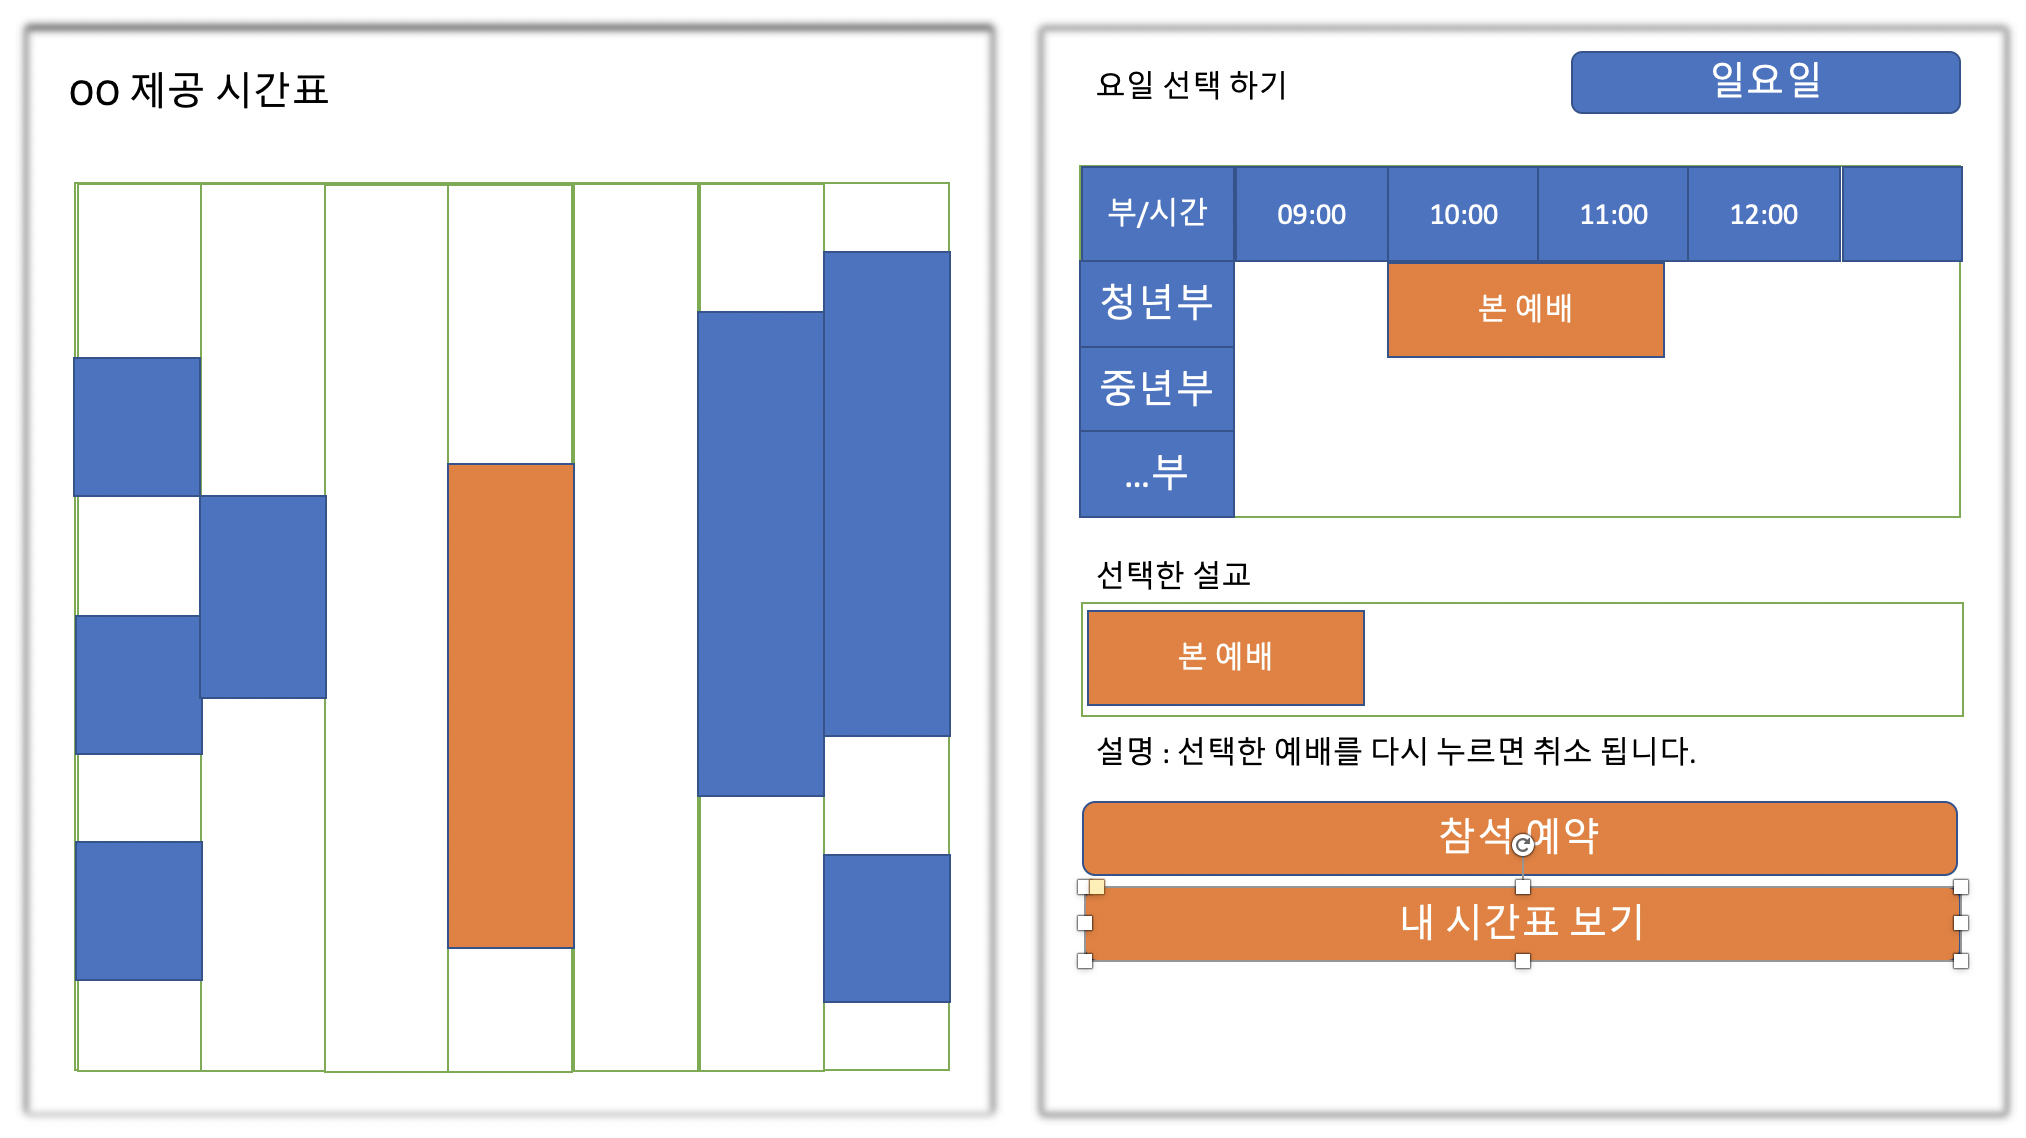 oo 제공 시간표
요일 선택 하기
일요일
부/시간 09:00 10:00 11:00 12:00
청년부
본 예배
중년부
...부
선택한 설교
본 예배
설명 : 선택한 예배를 다시 누르면 취소 됩니다.
참석 예약
내 시간표 보기